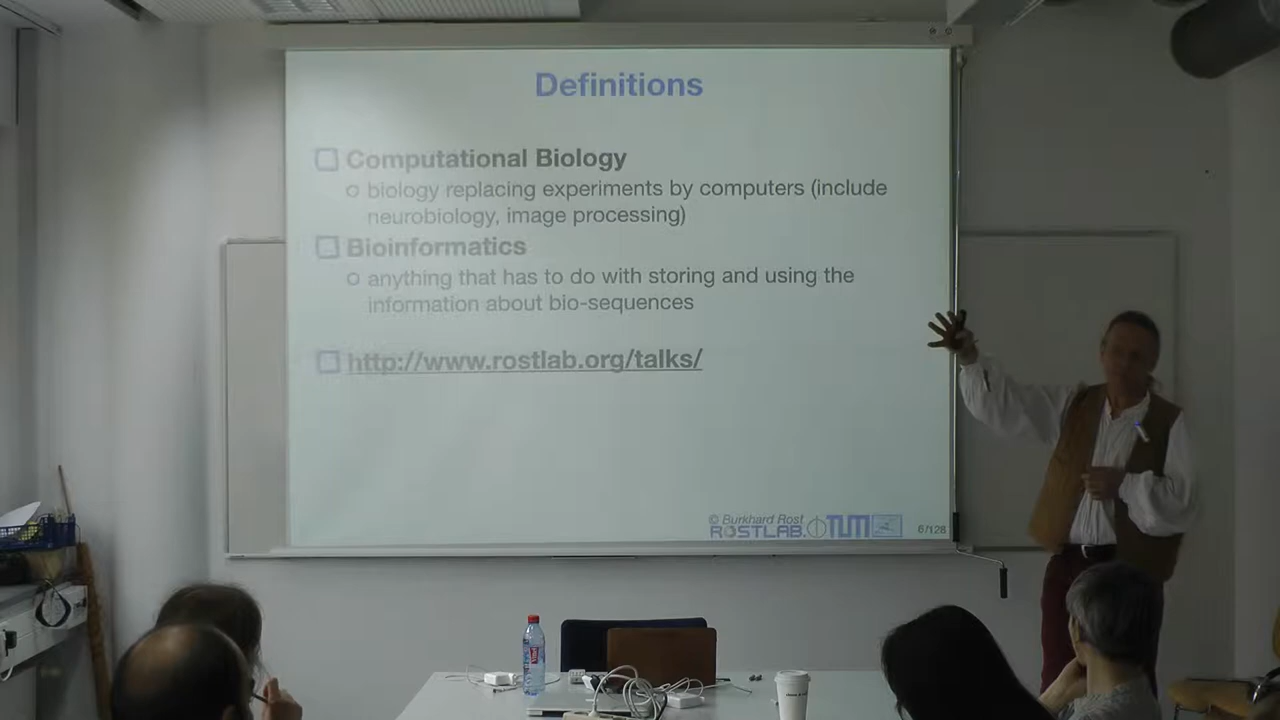 Definitions
Computational Biology
biology replacing experiments by computers (include
neurobiology, image processing)
Bioinformatics
anything that has to do with storing and using the
information about bio-sequences
http://www.rostlab.org/talks/
© Burkhard Rost
ROSTLAB. TUM
6/128